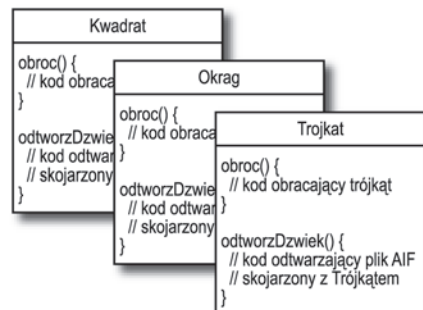 Kwadrat
obroc() {
// kod obraca
}
odtworzDzwiek
// kod odtwar
// skojarzony
}
Okrag
obroc() {
// kod obraca
}
odtworzDzwiek
// kod odtwar
// skojarzony
}
Trojkat
obroc() {
// kod obracający trójkąt
}
odtworzDzwiek() {
// kod odtwarzający plik AIF
// skojarzony z Trójkątem
}